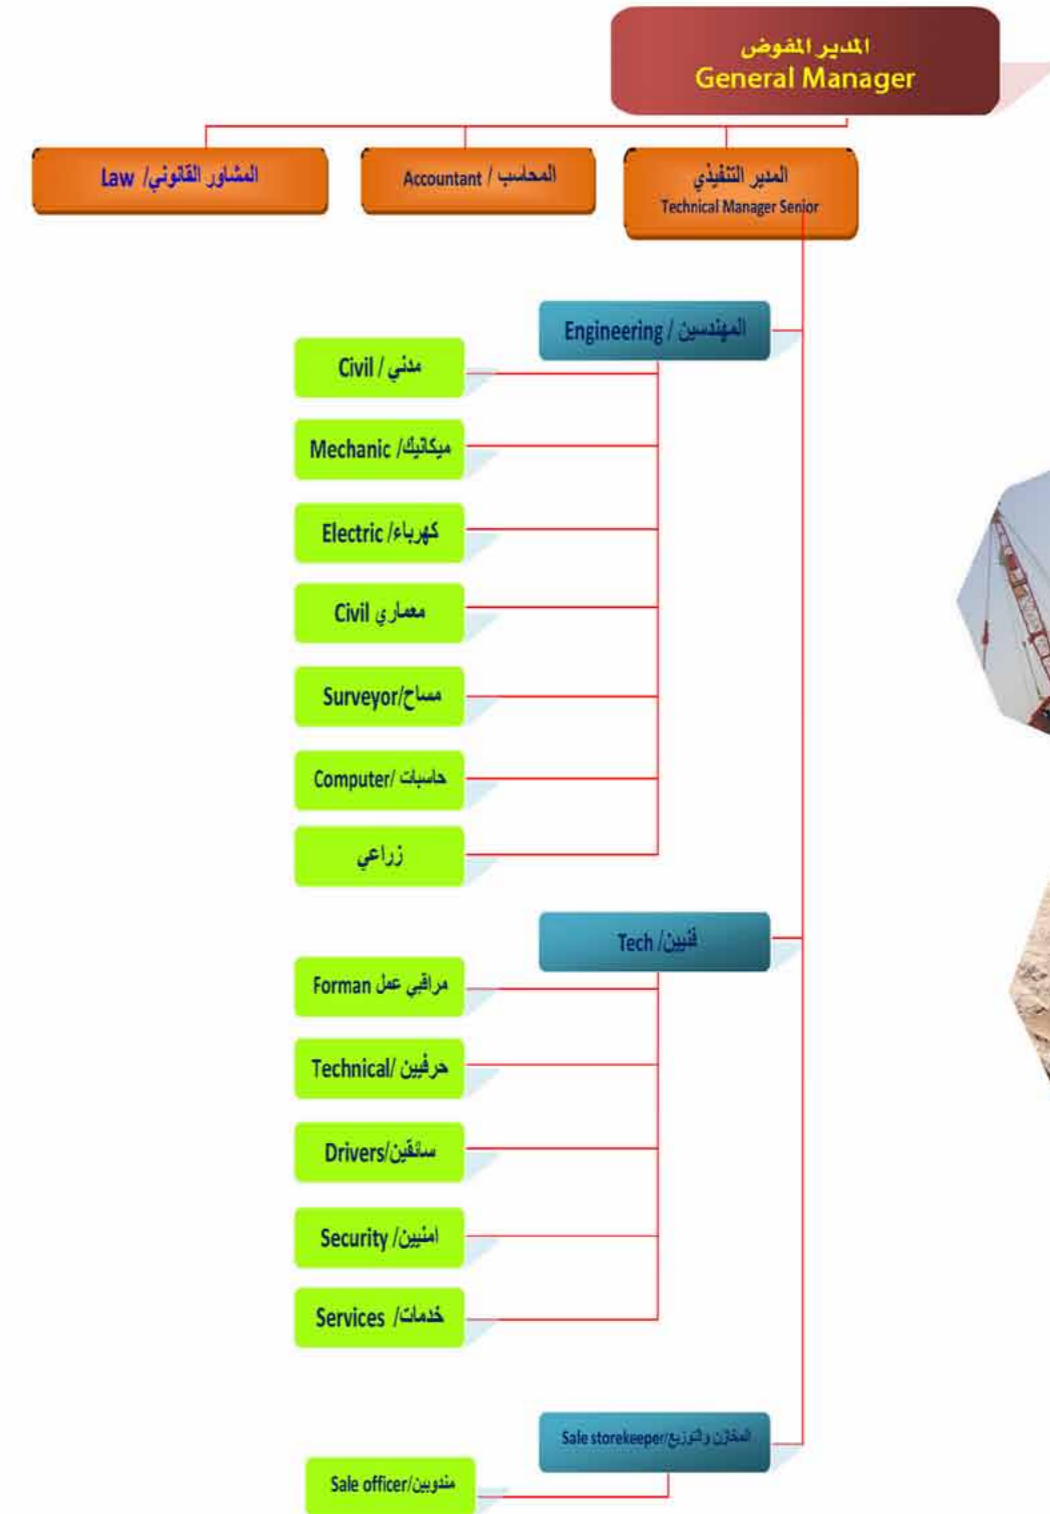 المدير المفوض
General Manager
المشاور القانوني/ Law
المحاسب / Accountant
المدير التنفيذي
Technical Manager Senior
المهندسين / Engineering
مدني / Civil
ميكانيك/ Mechanic
كهرباء/ Electric
معماري Civil
مساح/Surveyor
حاسبات /Computer
زراعي
فنيين/ Tech
مراقبي عمل Forman
حرفيين /Technical
سائقين/Drivers
امنيين/ Security
خدمات/ Services
المخازن والتوزيع/Sale storekeeper
مندوبين/Sale officer